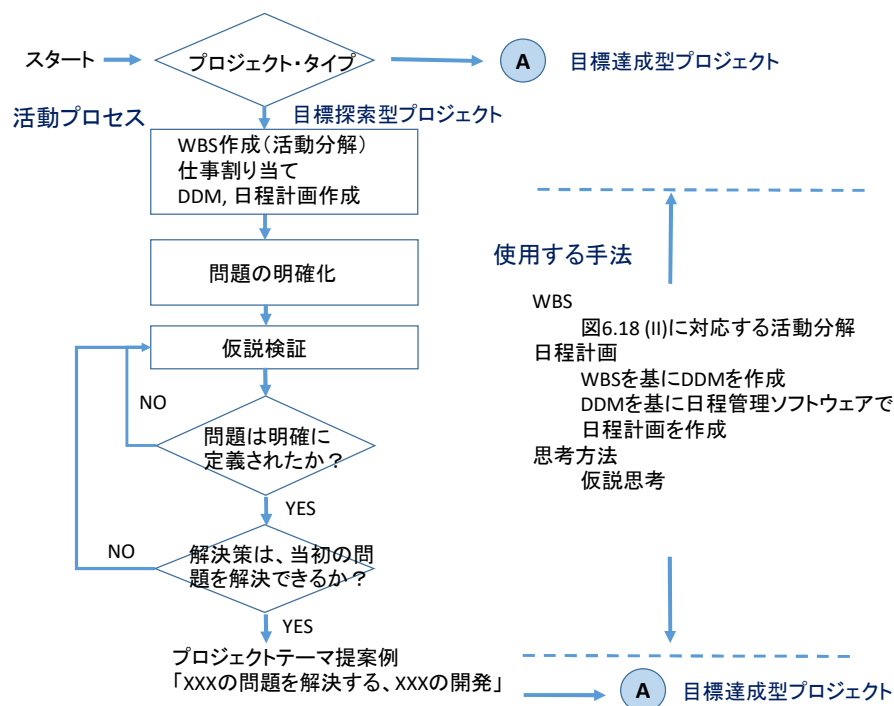 スタート
プロジェクト・タイプ
A
目標達成型プロジェクト
活動プロセス
目標探索型プロジェクト
WBS作成(活動分解)
仕事割り当て
DDM, 日程計画作成
問題の明確化
仮説検証
NO
問題は明確に
定義されたか?
YES
NO
解決策は、当初の問
題を解決できるか?
YES
プロジェクトテーマ提案例
「XXXの問題を解決する、XXXの開発」
A
目標達成型プロジェクト
使用する手法
WBS
図6.18 (II)に対応する活動分解
日程計画
WBSを基にDDMを作成
DDMを基に日程管理ソフトウェアで
日程計画を作成
思考方法
仮説思考